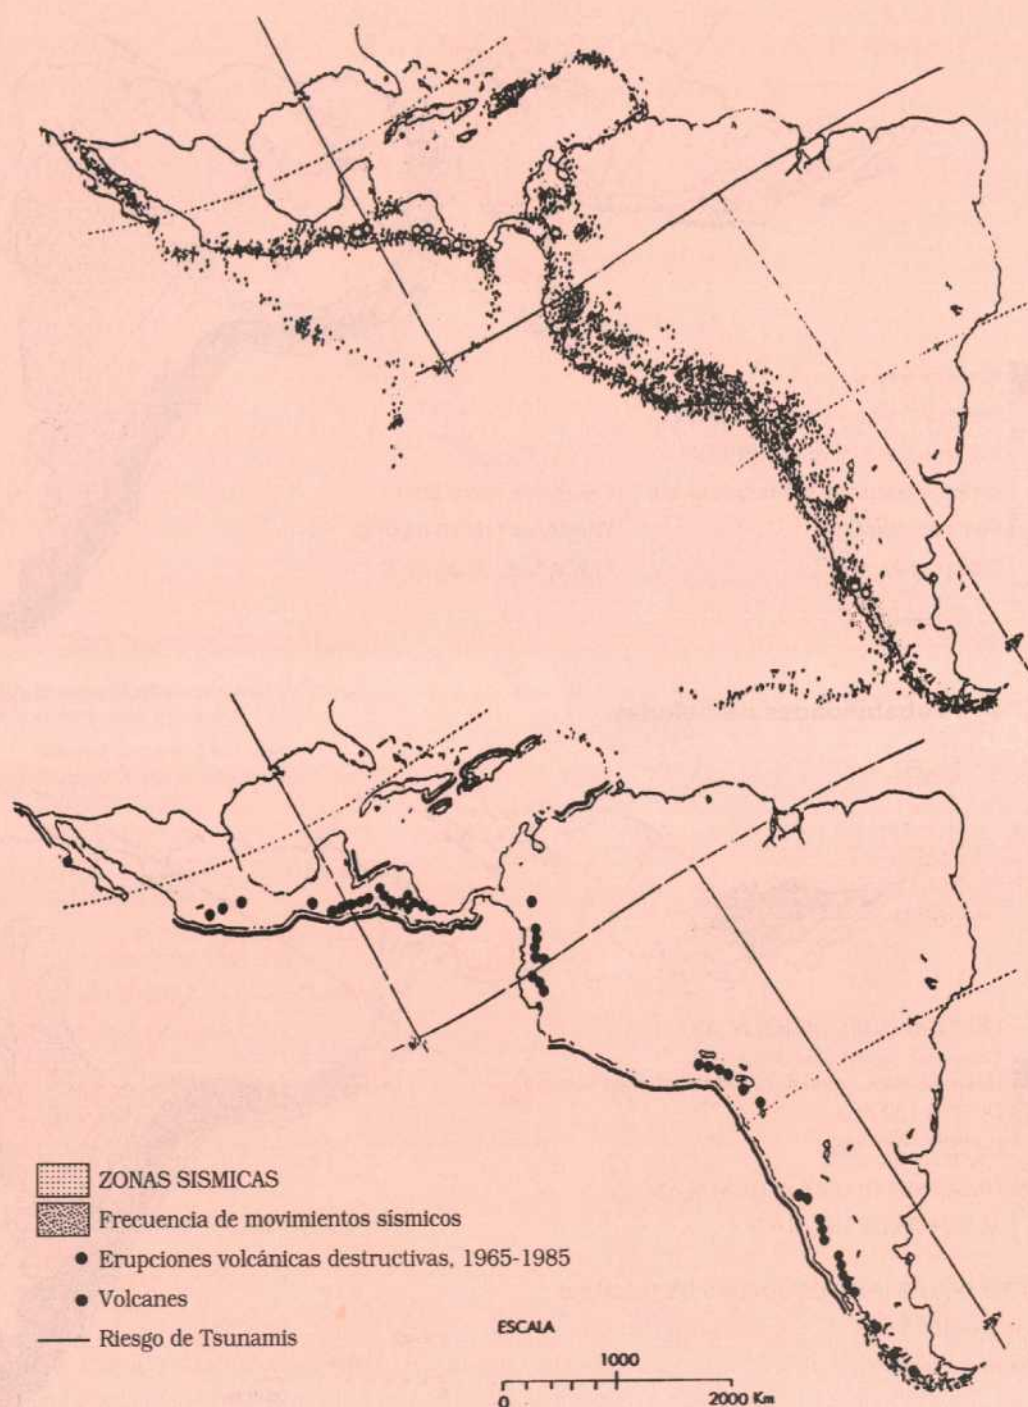 ZONAS SISMICAS
Frecuencia de movimientos sísmicos
Erupciones volcánicas destructivas, 1965-1985
Volcanes
Riesgo de Tsunamis
ESCALA
1000
0 2000 Km